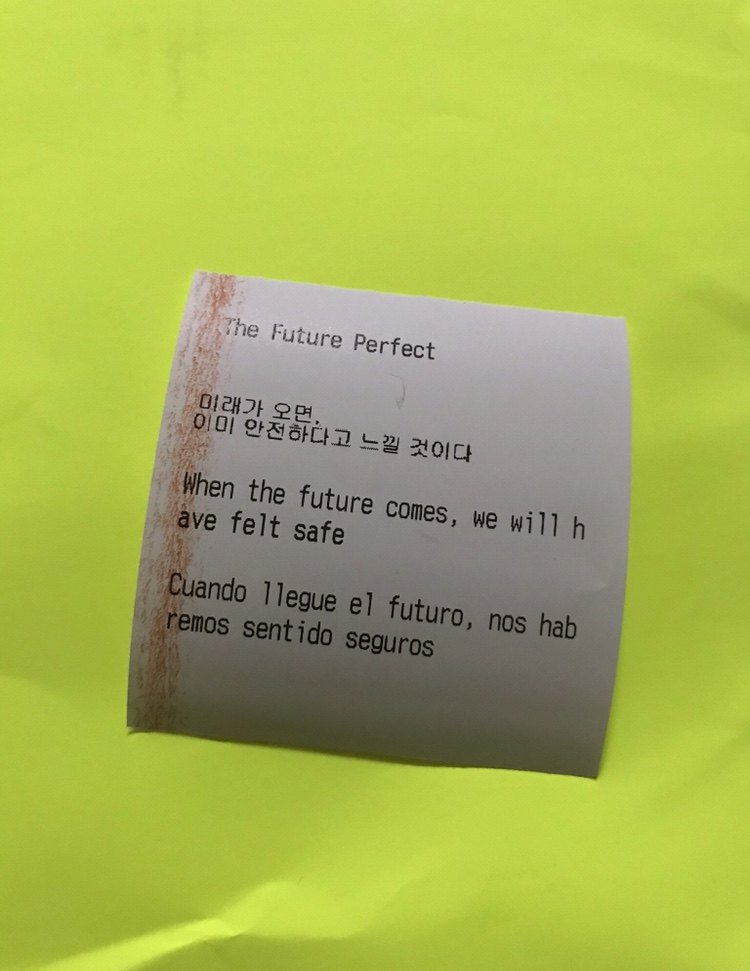 The Future Perfect
미래가 오면,
이미 안전하다고 느낄 것이다
When the future comes, we will h
ave felt safe
Cuando llegue el futuro, nos hab
remos sentido seguros